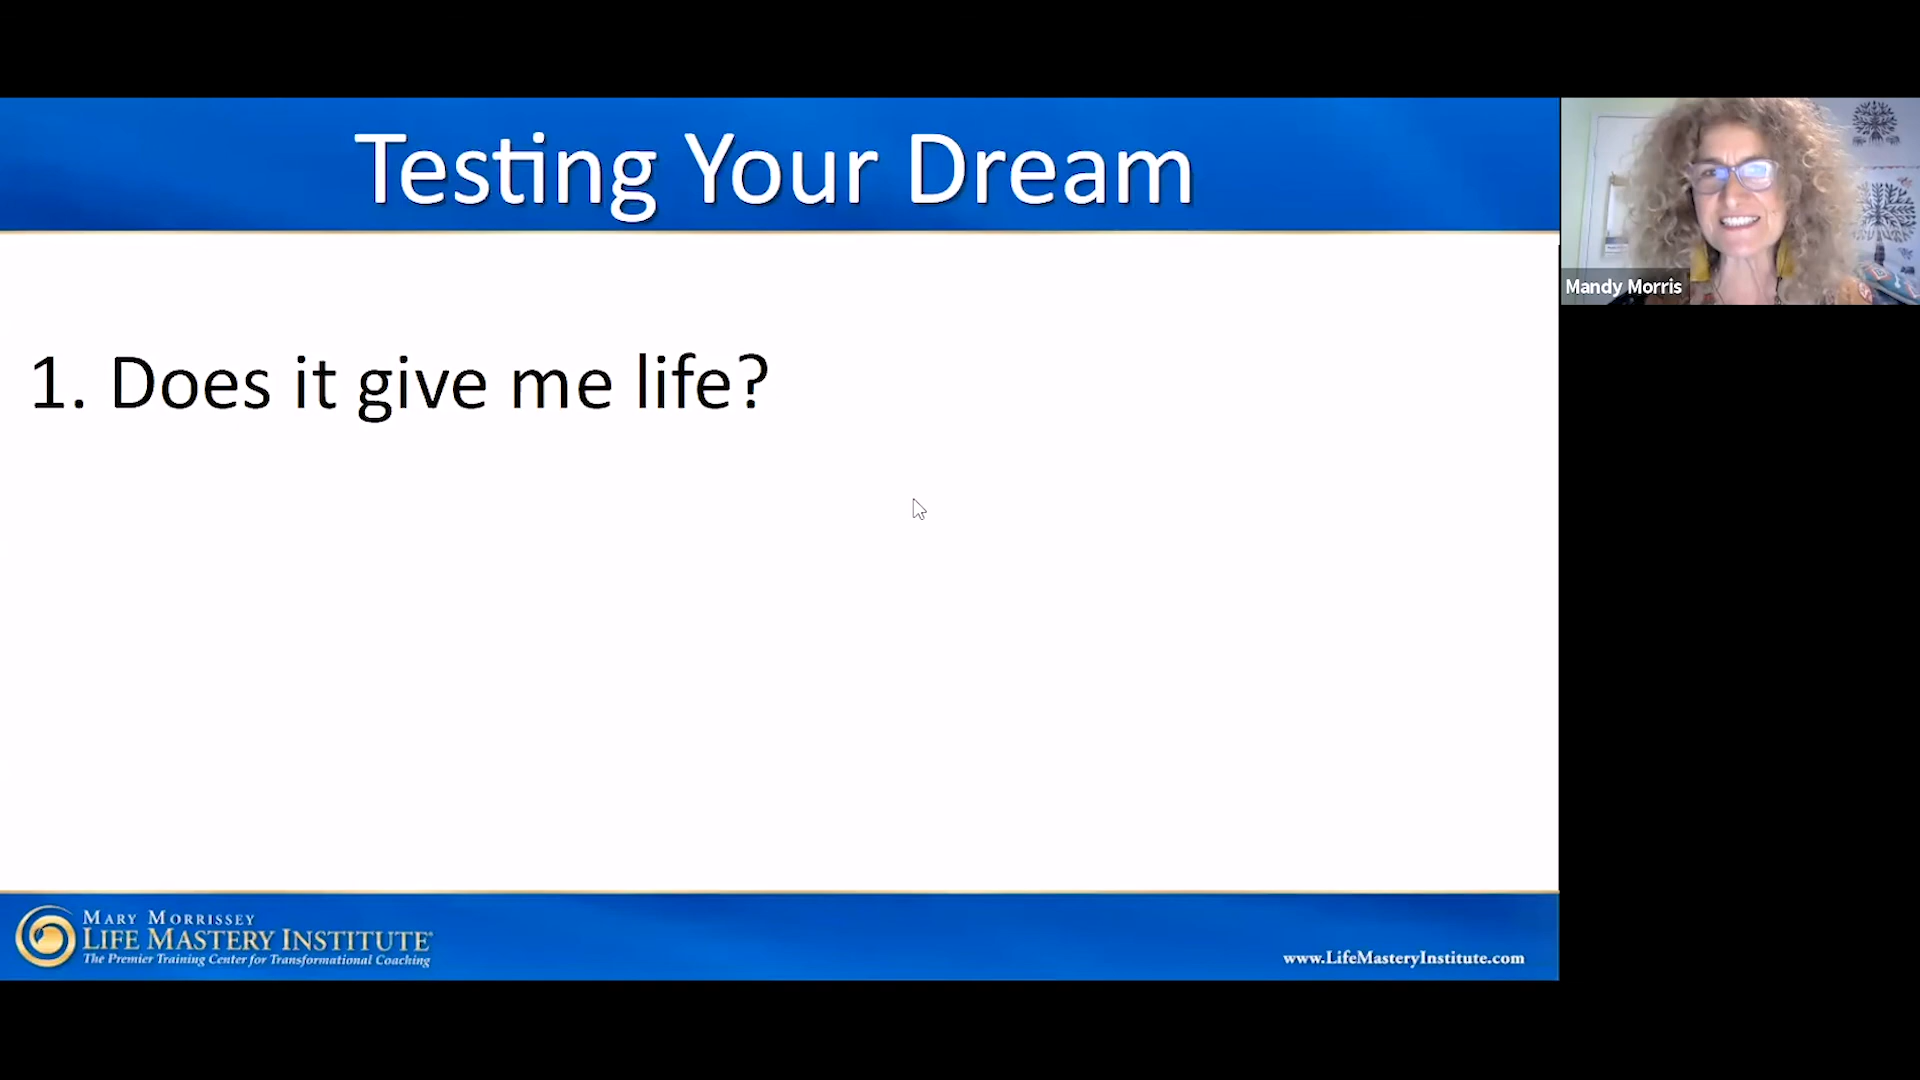 Testing Your Dream
Mandy Morris
1. Does it give me life?
MARY MORRISSEY
LIFE MASTERY INSTITUTE®
The Premier Training Center for Transformational Coaching
www.LifeMasteryInstitute.com